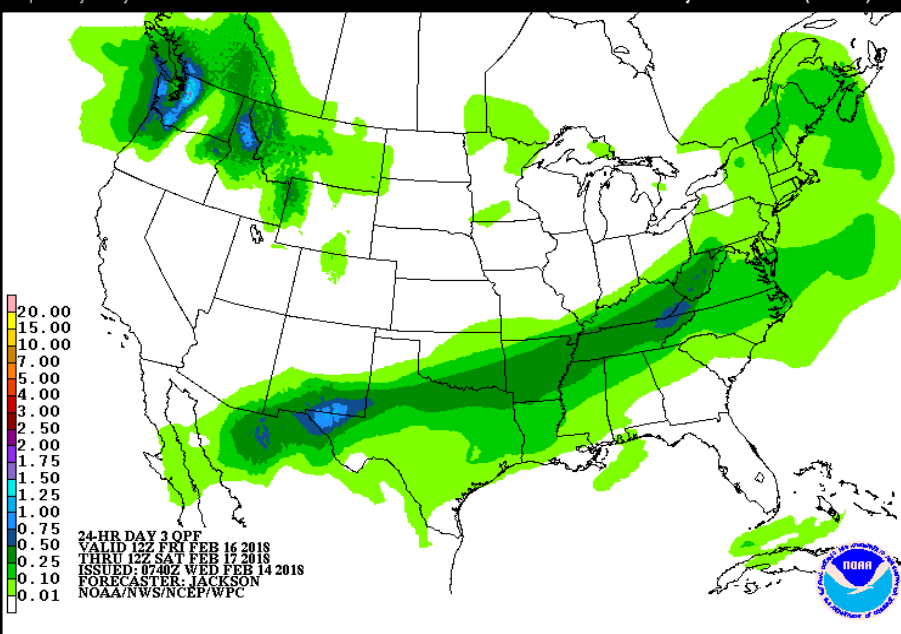 20.00
15.00
10.00
7.00
5.00
4.00
3.00
2.50
2.00
1.75
1.50
1.25
1.00
0.75
0.50
0.25
0.10
0.01
24-HR DAY 3 QPF
VALID 12Z FRI FEB 16 2018
THRU 12Z SAT FEB 17 2018
ISSUED: 0740Z WED FEB 14 2018
FORECASTER: JACKSON
NOAA/NWS/NCEP/WPC
NOAA